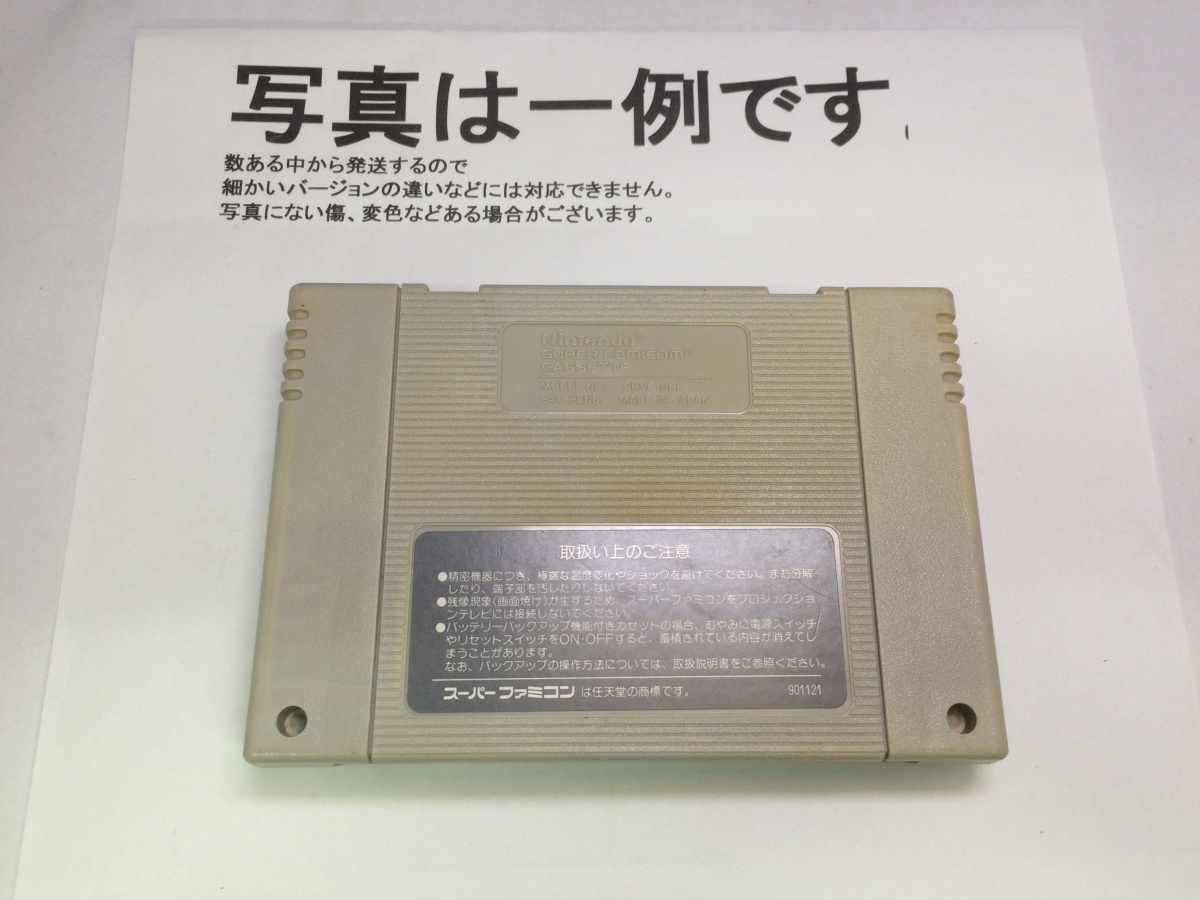 写真は一例です。
数ある中から発送するので
細かいバージョンの違いなどには対応できません。
写真にない傷、変色などある場合がございます。
Nintendo
SUPER FAMICOM™
CASSETTE
MODEL NO. SHVC-006
PAT. PEND. MADE IN JAPAN
取扱い上のご注意
●精密機器につき、極端な温度変化やショックを避けてください。また分解
したり、端子部を汚したりしないでください。
●残像現象(画面焼け)が生ずるため、スーパーファミコンをプロジェクショ
ンテレビには接続しないでください。
●バッテリーバックアップ機能付きカセットの場合、むやみに電源スイッチ
やリセットスイッチをON・OFFすると、蓄積されている内容が消えてし
まうことがあります。
なお、バックアップの操作方法については、取扱説明書をご参照ください。
スーパーファミコン は任天堂の商標です。 901121